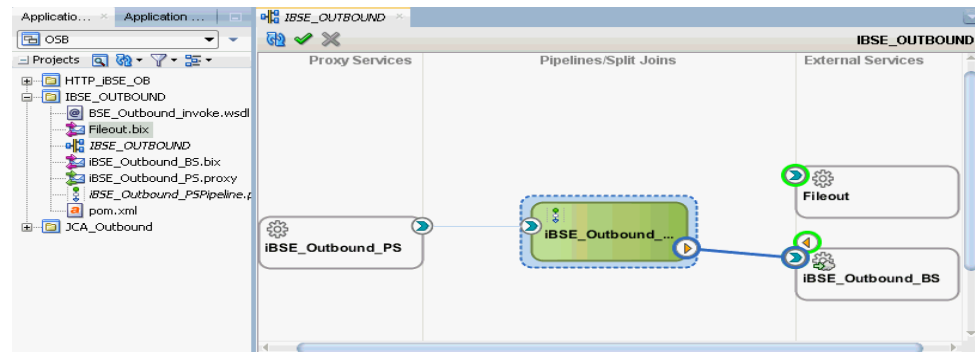 Applicatio...
Application ...
IBSE_OUTBOUND
OSB
IBSE_OUTBOUND
Projects
HTTP_iBSE_OB
IBSE_OUTBOUND
BSE_Outbound_invoke.wsdl
Fileout.bix
IBSE_OUTBOUND
iBSE_Outbound_BS.bix
iBSE_Outbound_PS.proxy
iBSE_Outbound_PSPipeline.p
pom.xml
JCA_Outbound
Proxy Services
Pipelines/Split Joins
External Services
iBSE_Outbound_PS
iBSE_Outbound_...
Fileout
iBSE_Outbound_BS